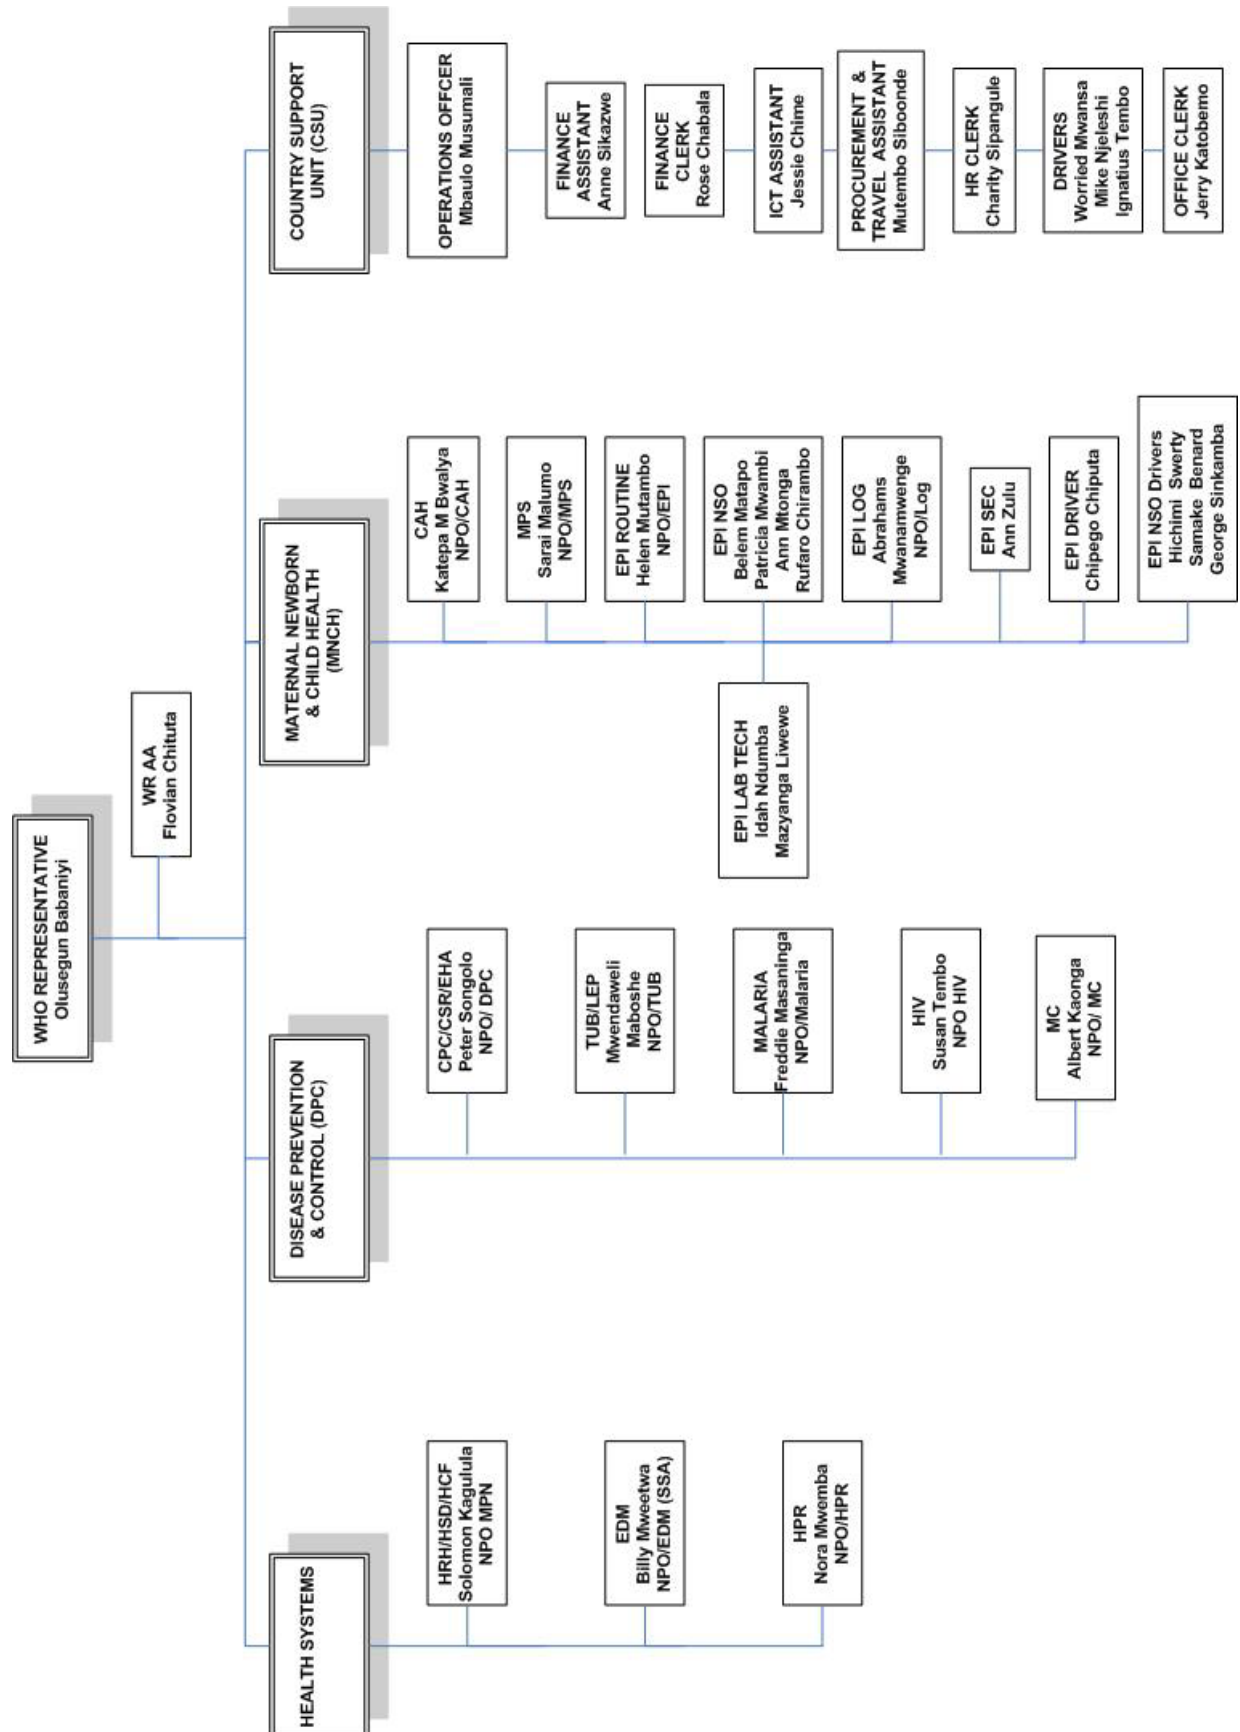 WHO REPRESENTATIVE
Olusegun Babaniyi
WR AA
Flovian Chituta
HEALTH SYSTEMS
HRH/HSD/HCF
Solomon Kagulula
NPO MPN
EDM
Billy Mweetwa
NPO/EDM (SSA)
HPR
Nora Mwemba
NPO/HPR
DISEASE PREVENTION
& CONTROL (DPC)
CPC/CSR/EHA
Peter Songolo
NPO/ DPC
TUB/LEP
Mwendaweli
Maboshe
NPO/TUB
MALARIA
Freddie Masaninga
NPO/Malaria
HIV
Susan Tembo
NPO HIV
MC
Albert Kaonga
NPO/ MC
MATERNAL NEWBORN
& CHILD HEALTH
(MNCH)
CAH
Katepa M Bwalya
NPO/CAH
MPS
Sarai Malumo
NPO/MPS
EPI ROUTINE
Helen Mutambo
NPO/EPI
EPI NSO
Belem Matapo
Patricia Mwambi
Ann Mtonga
Rufaro Chirambo
EPI LAB TECH
Idah Ndumba
Mazyanga Liwewe
EPI LOG
Abrahams
Mwanamwenge
NPO/Log
EPI SEC
Ann Zulu
EPI DRIVER
Chipego Chiputa
EPI NSO Drivers
Hichimi Swerty
Samake Benard
George Sinkamba
COUNTRY SUPPORT
UNIT (CSU)
OPERATIONS OFFCER
Mbaulo Musumali
FINANCE
ASSISTANT
Anne Sikazwe
FINANCE
CLERK
Rose Chabala
ICT ASSISTANT
Jessie Chime
PROCUREMENT &
TRAVEL ASSISTANT
Mutembo Siboonde
HR CLERK
Charity Sipangule
DRIVERS
Worried Mwansa
Mike Njeleshi
Ignatius Tembo
OFFICE CLERK
Jerry Katobemo